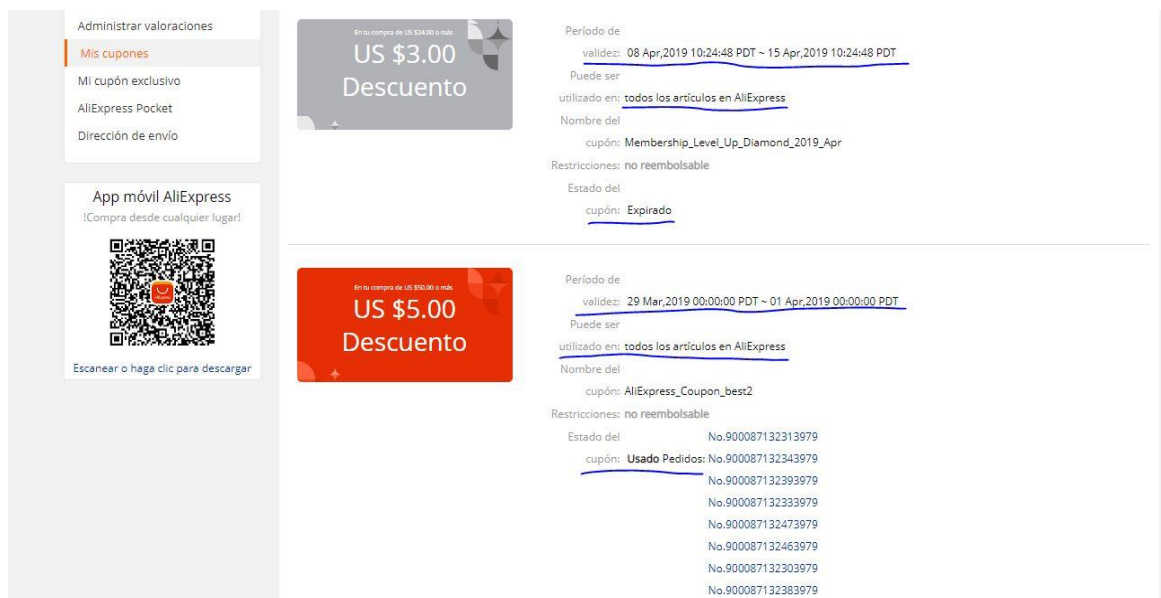 Administrar valoraciones
Mis cupones
Mi cupón exclusivo
AliExpress Pocket
Dirección de envío
App móvil AliExpress
!Compra desde cualquier lugar!
AliExpress
Escanear o haga clic para descargar
En tu compra de US $24.00 o más
US $3.00
Descuento
Período de
validez: 08 Apr,2019 10:24:48 PDT ~ 15 Apr,2019 10:24:48 PDT
Puede ser
utilizado en: todos los artículos en AliExpress
Nombre del
cupón: Membership_Level_Up_Diamond_2019_Apr
Restricciones: no reembolsable
Estado del
cupón: Expirado
En tu compra de US $50.00 o más
US $5.00
Descuento
Período de
validez: 29 Mar,2019 00:00:00 PDT ~ 01 Apr,2019 00:00:00 PDT
Puede ser
utilizado en: todos los artículos en AliExpress
Nombre del
cupón: AliExpress_Coupon_best2
Restricciones: no reembolsable
Estado del No.900087132313979
cupón: Usado Pedidos: No.900087132343979
No.900087132393979
No.900087132333979
No.900087132473979
No.900087132463979
No.900087132303979
No.900087132383979